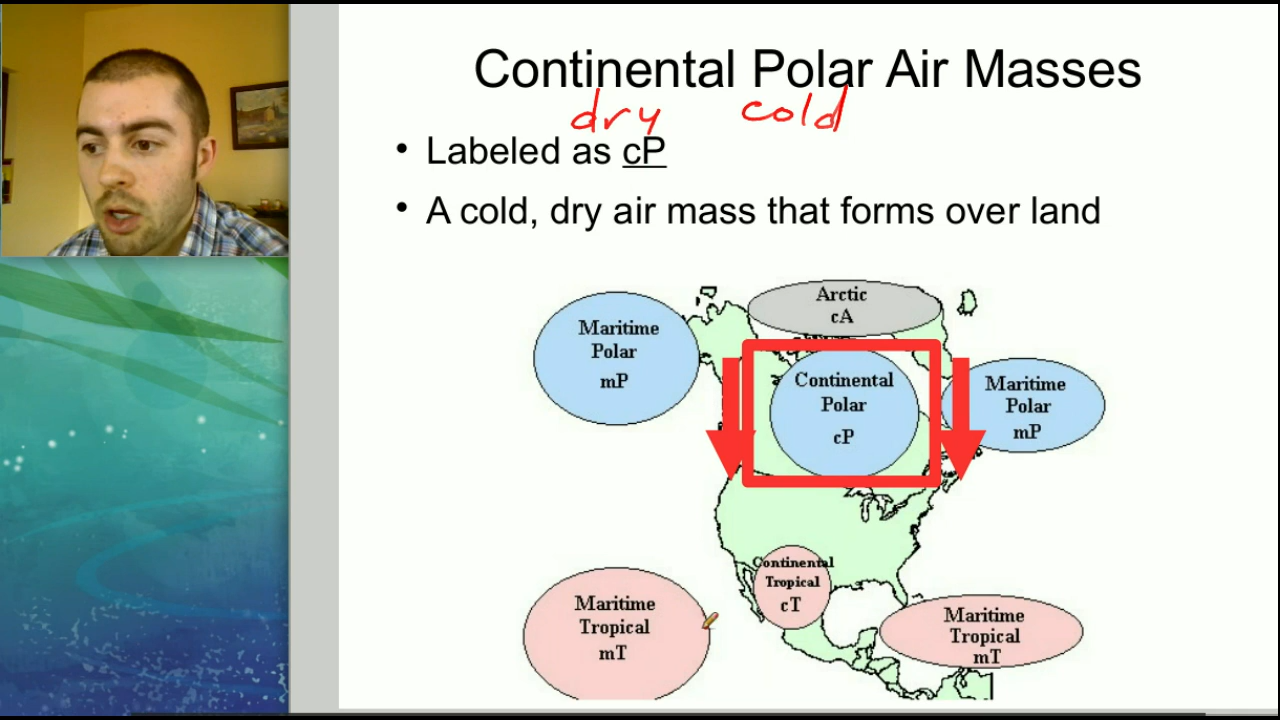 Continental Polar Air Masses
dry cold
• Labeled as cP
• A cold, dry air mass that forms over land
Arctic
cA
Maritime
Polar
mP
Continental
Polar
cP
Maritime
Polar
mP
Continental
Tropical
cT
Maritime
Tropical
mT
Maritime
Tropical
mT